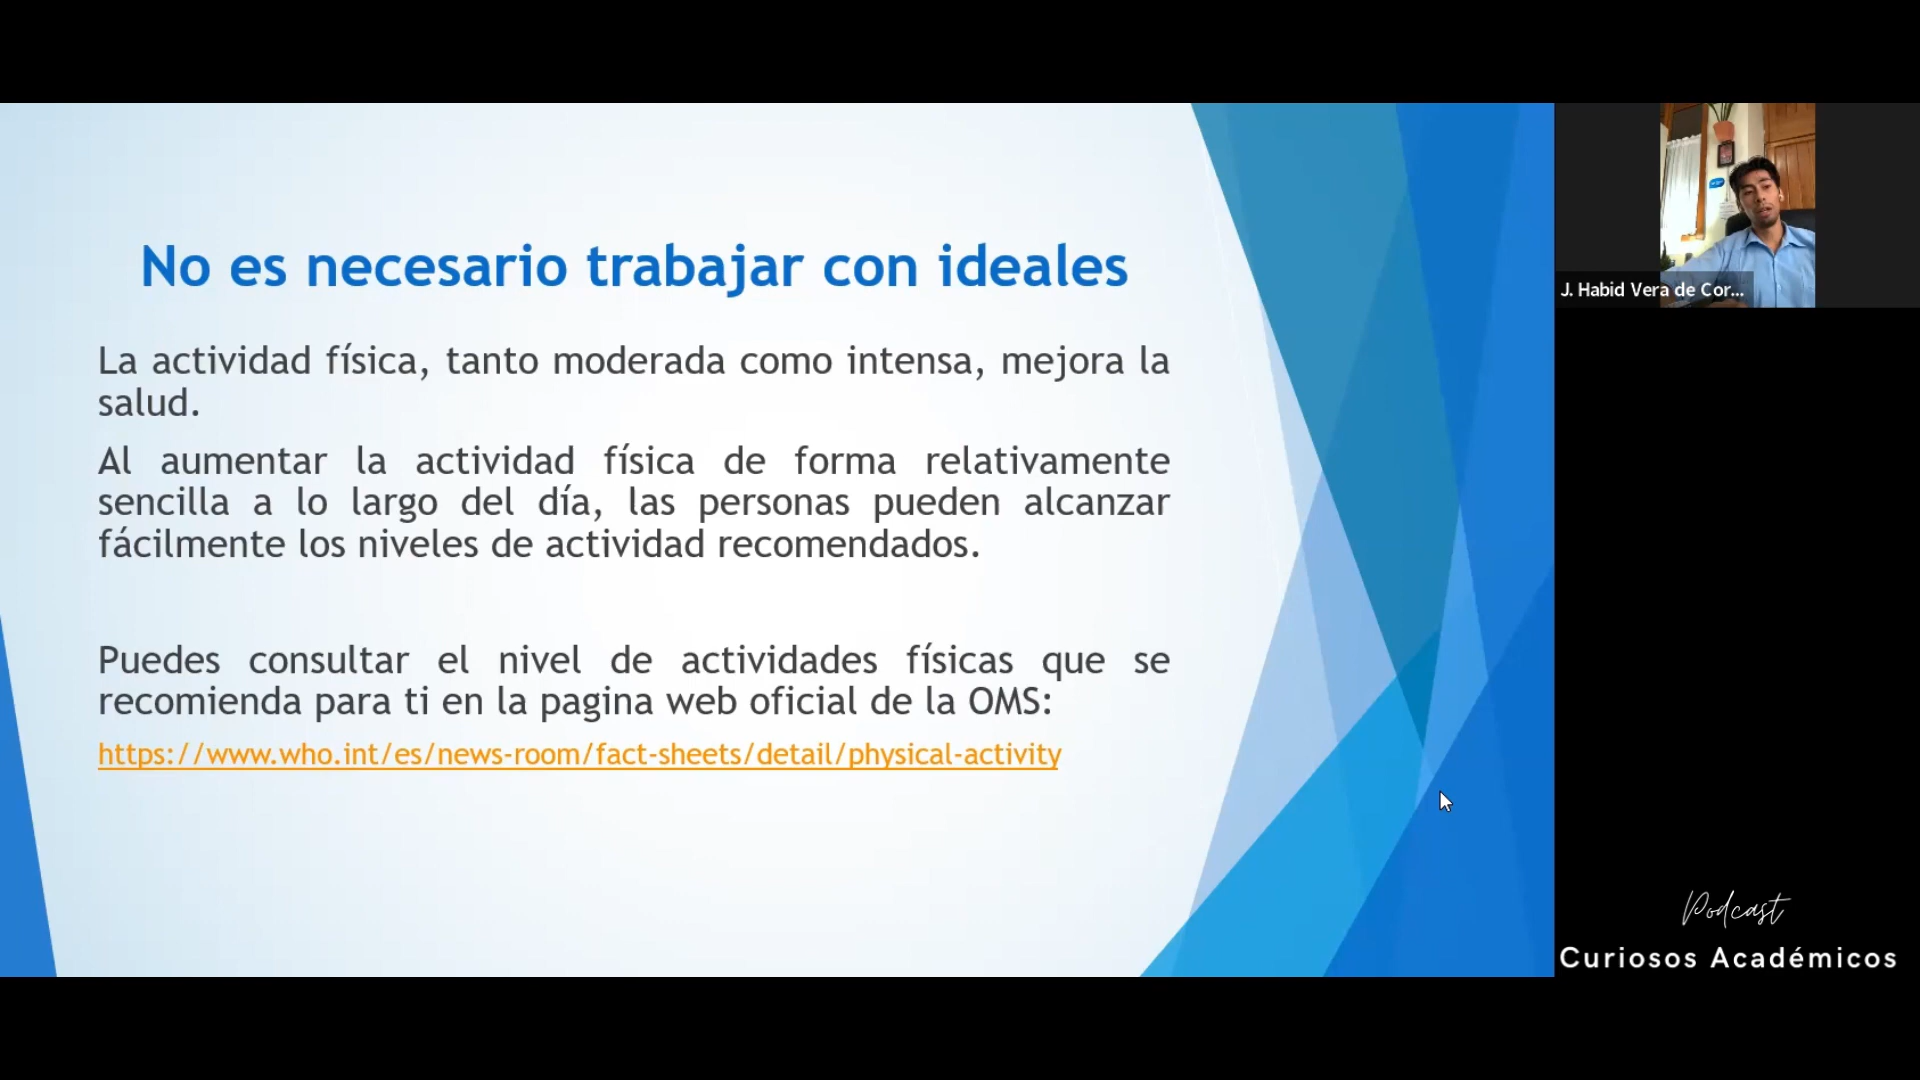 No es necesario trabajar con ideales
La actividad física, tanto moderada como intensa, mejora la
salud.
Al aumentar la actividad física de forma relativamente
sencilla a lo largo del día, las personas pueden alcanzar
fácilmente los niveles de actividad recomendados.
Puedes consultar el nivel de actividades físicas que se
recomienda para ti en la pagina web oficial de la OMS:
https://www.who.int/es/news-room/fact-sheets/detail/physical-activity
J. Habid Vera de Cor...
Podcast
Curiosos Académicos